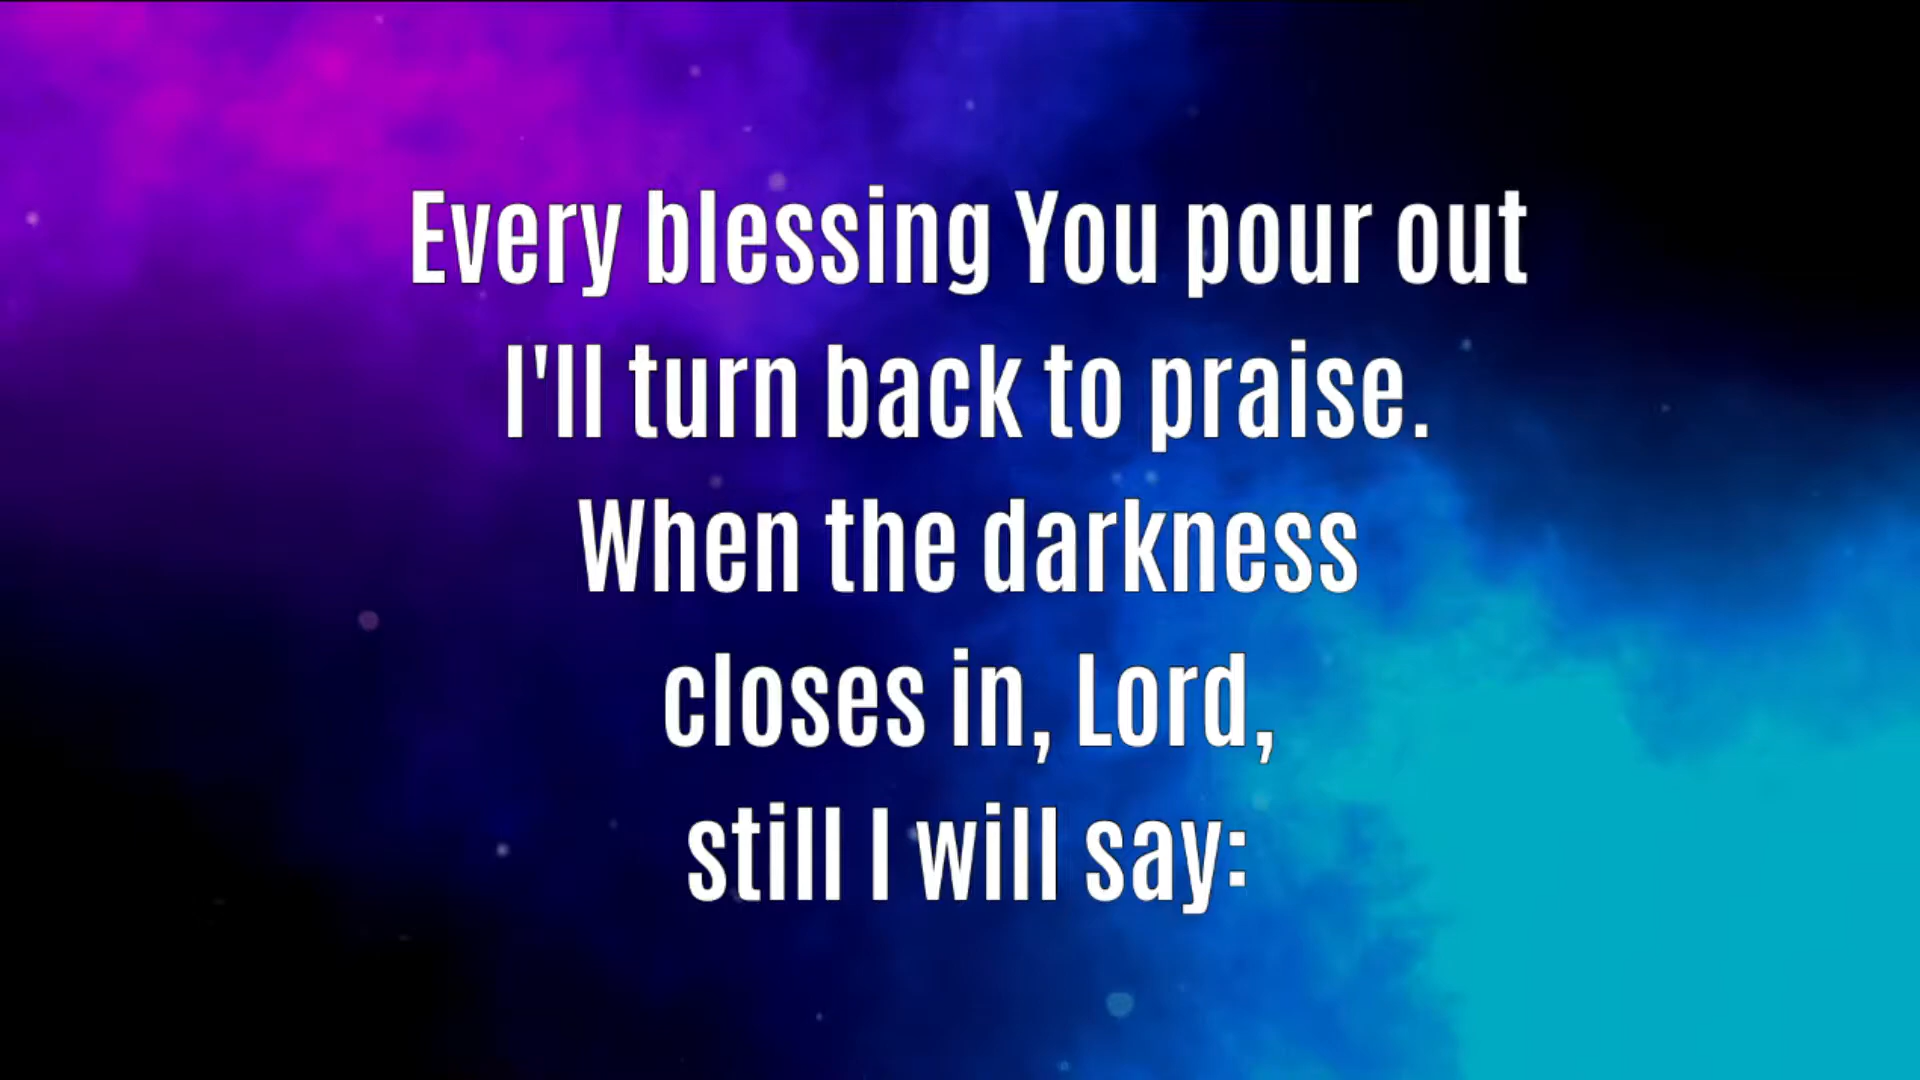 Every blessing You pour out
I'll turn back to praise.
When the darkness
closes in, Lord,
still I will say: